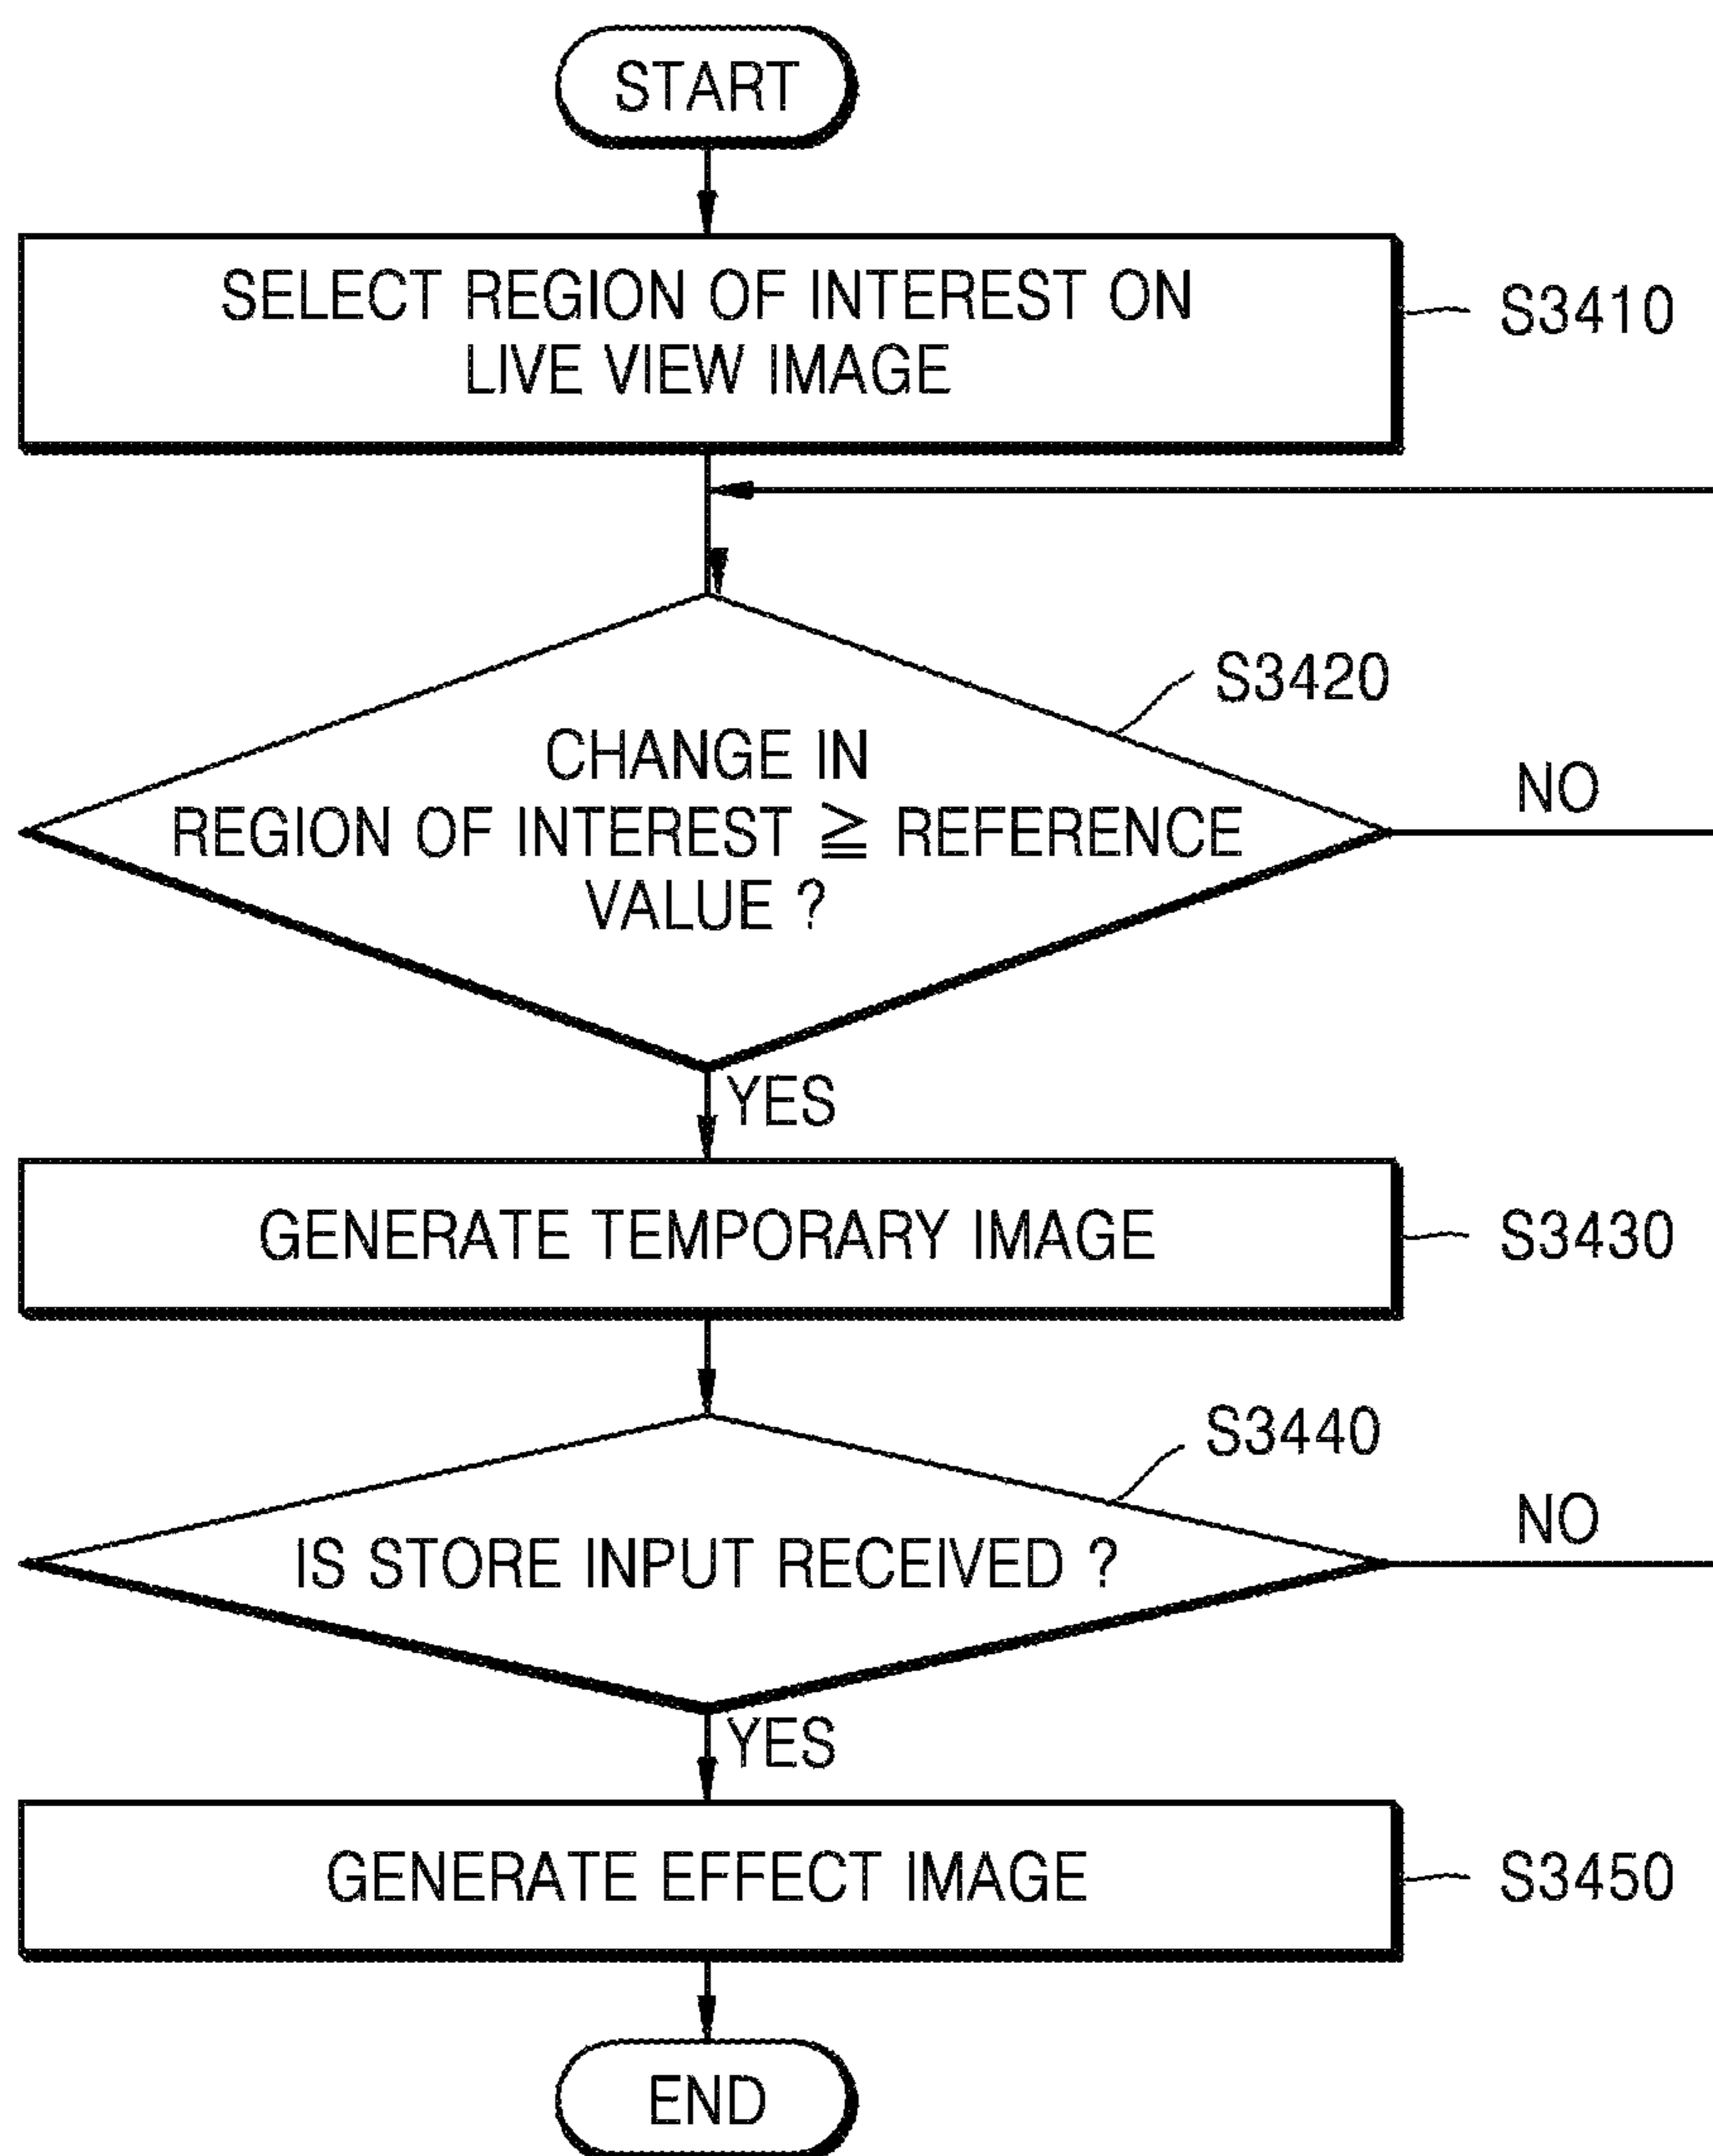 START
SELECT REGION OF INTEREST ON
LIVE VIEW IMAGE
S3410
S3420
CHANGE IN
REGION OF INTEREST ≧ REFERENCE
VALUE ?
NO
YES
GENERATE TEMPORARY IMAGE
S3430
S3440
IS STORE INPUT RECEIVED ?
NO
YES
GENERATE EFFECT IMAGE
S3450
END